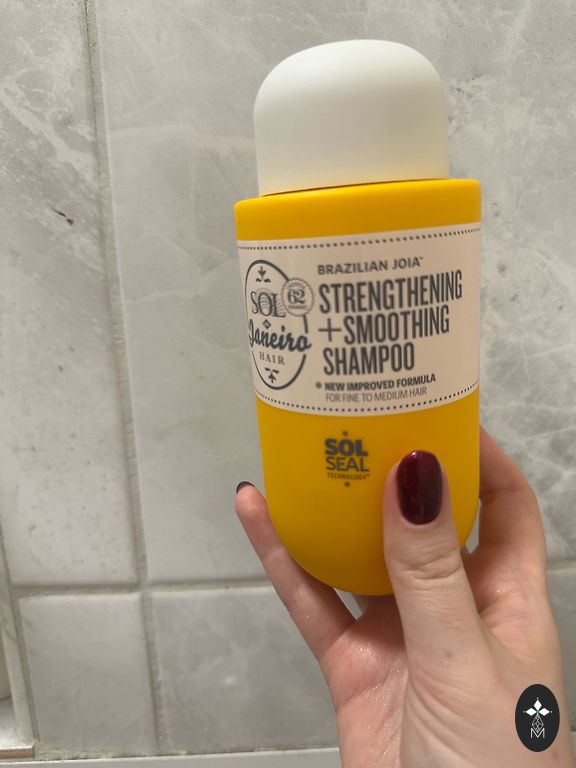 BRAZILIAN JOIA™
STRENGTHENING
+SMOOTHING
SHAMPOO
NEW IMPROVED FORMULA
FOR FINE TO MEDIUM HAIR
SOL
de
Janeiro
HAIR
62
SOL
SEAL
TECHNOLOGY™
M